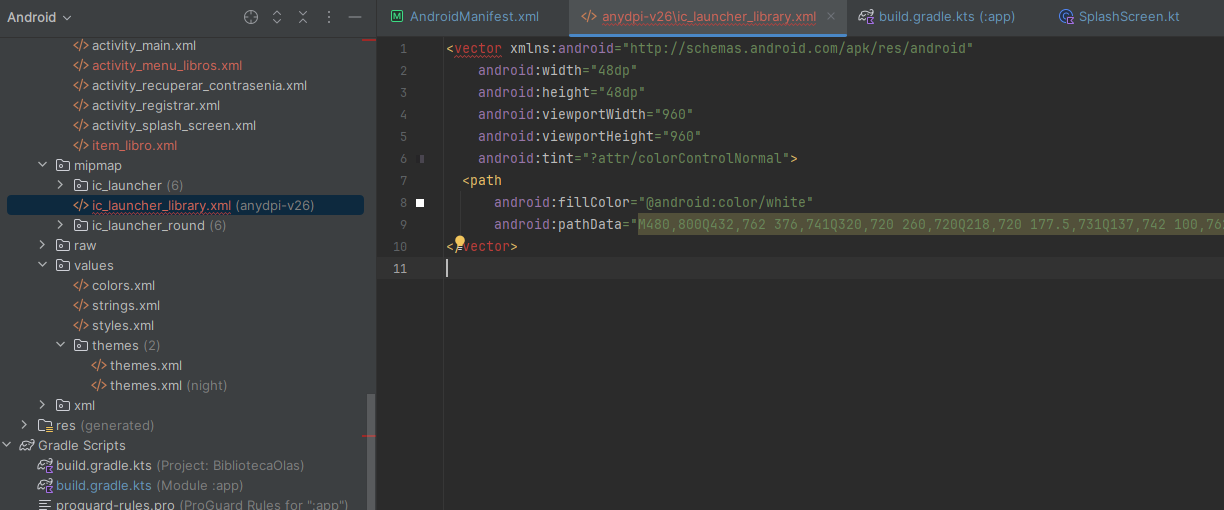 Android
activity_main.xml
activity_menu_libros.xml
activity_recuperar_contrasenia.xml
activity_registrar.xml
activity_splash_screen.xml
item_libro.xml
mipmap
ic_launcher (6)
ic_launcher_library.xml (anydpi-v26)
ic_launcher_round (6)
raw
values
colors.xml
strings.xml
styles.xml
themes (2)
themes.xml
themes.xml (night)
xml
res (generated)
Gradle Scripts
build.gradle.kts (Project: BibliotecaOlas)
build.gradle.kts (Module :app)
proguard-rules.pro (ProGuard Rules for ":app")
AndroidManifest.xml
anydpi-v26\ic_launcher_library.xml
build.gradle.kts (:app)
SplashScreen.kt
1 <vector xmlns:android="http://schemas.android.com/apk/res/android"
2 android:width="48dp"
3 android:height="48dp"
4 android:viewportWidth="960"
5 android:viewportHeight="960"
6 android:tint="?attr/colorControlNormal">
7 <path
8 android:fillColor="@android:color/white"
9 android:pathData="M480,800Q432,762 376,741Q320,720 260,720Q218,720 177.5,731Q137,742 100,76
10 </vector>
11